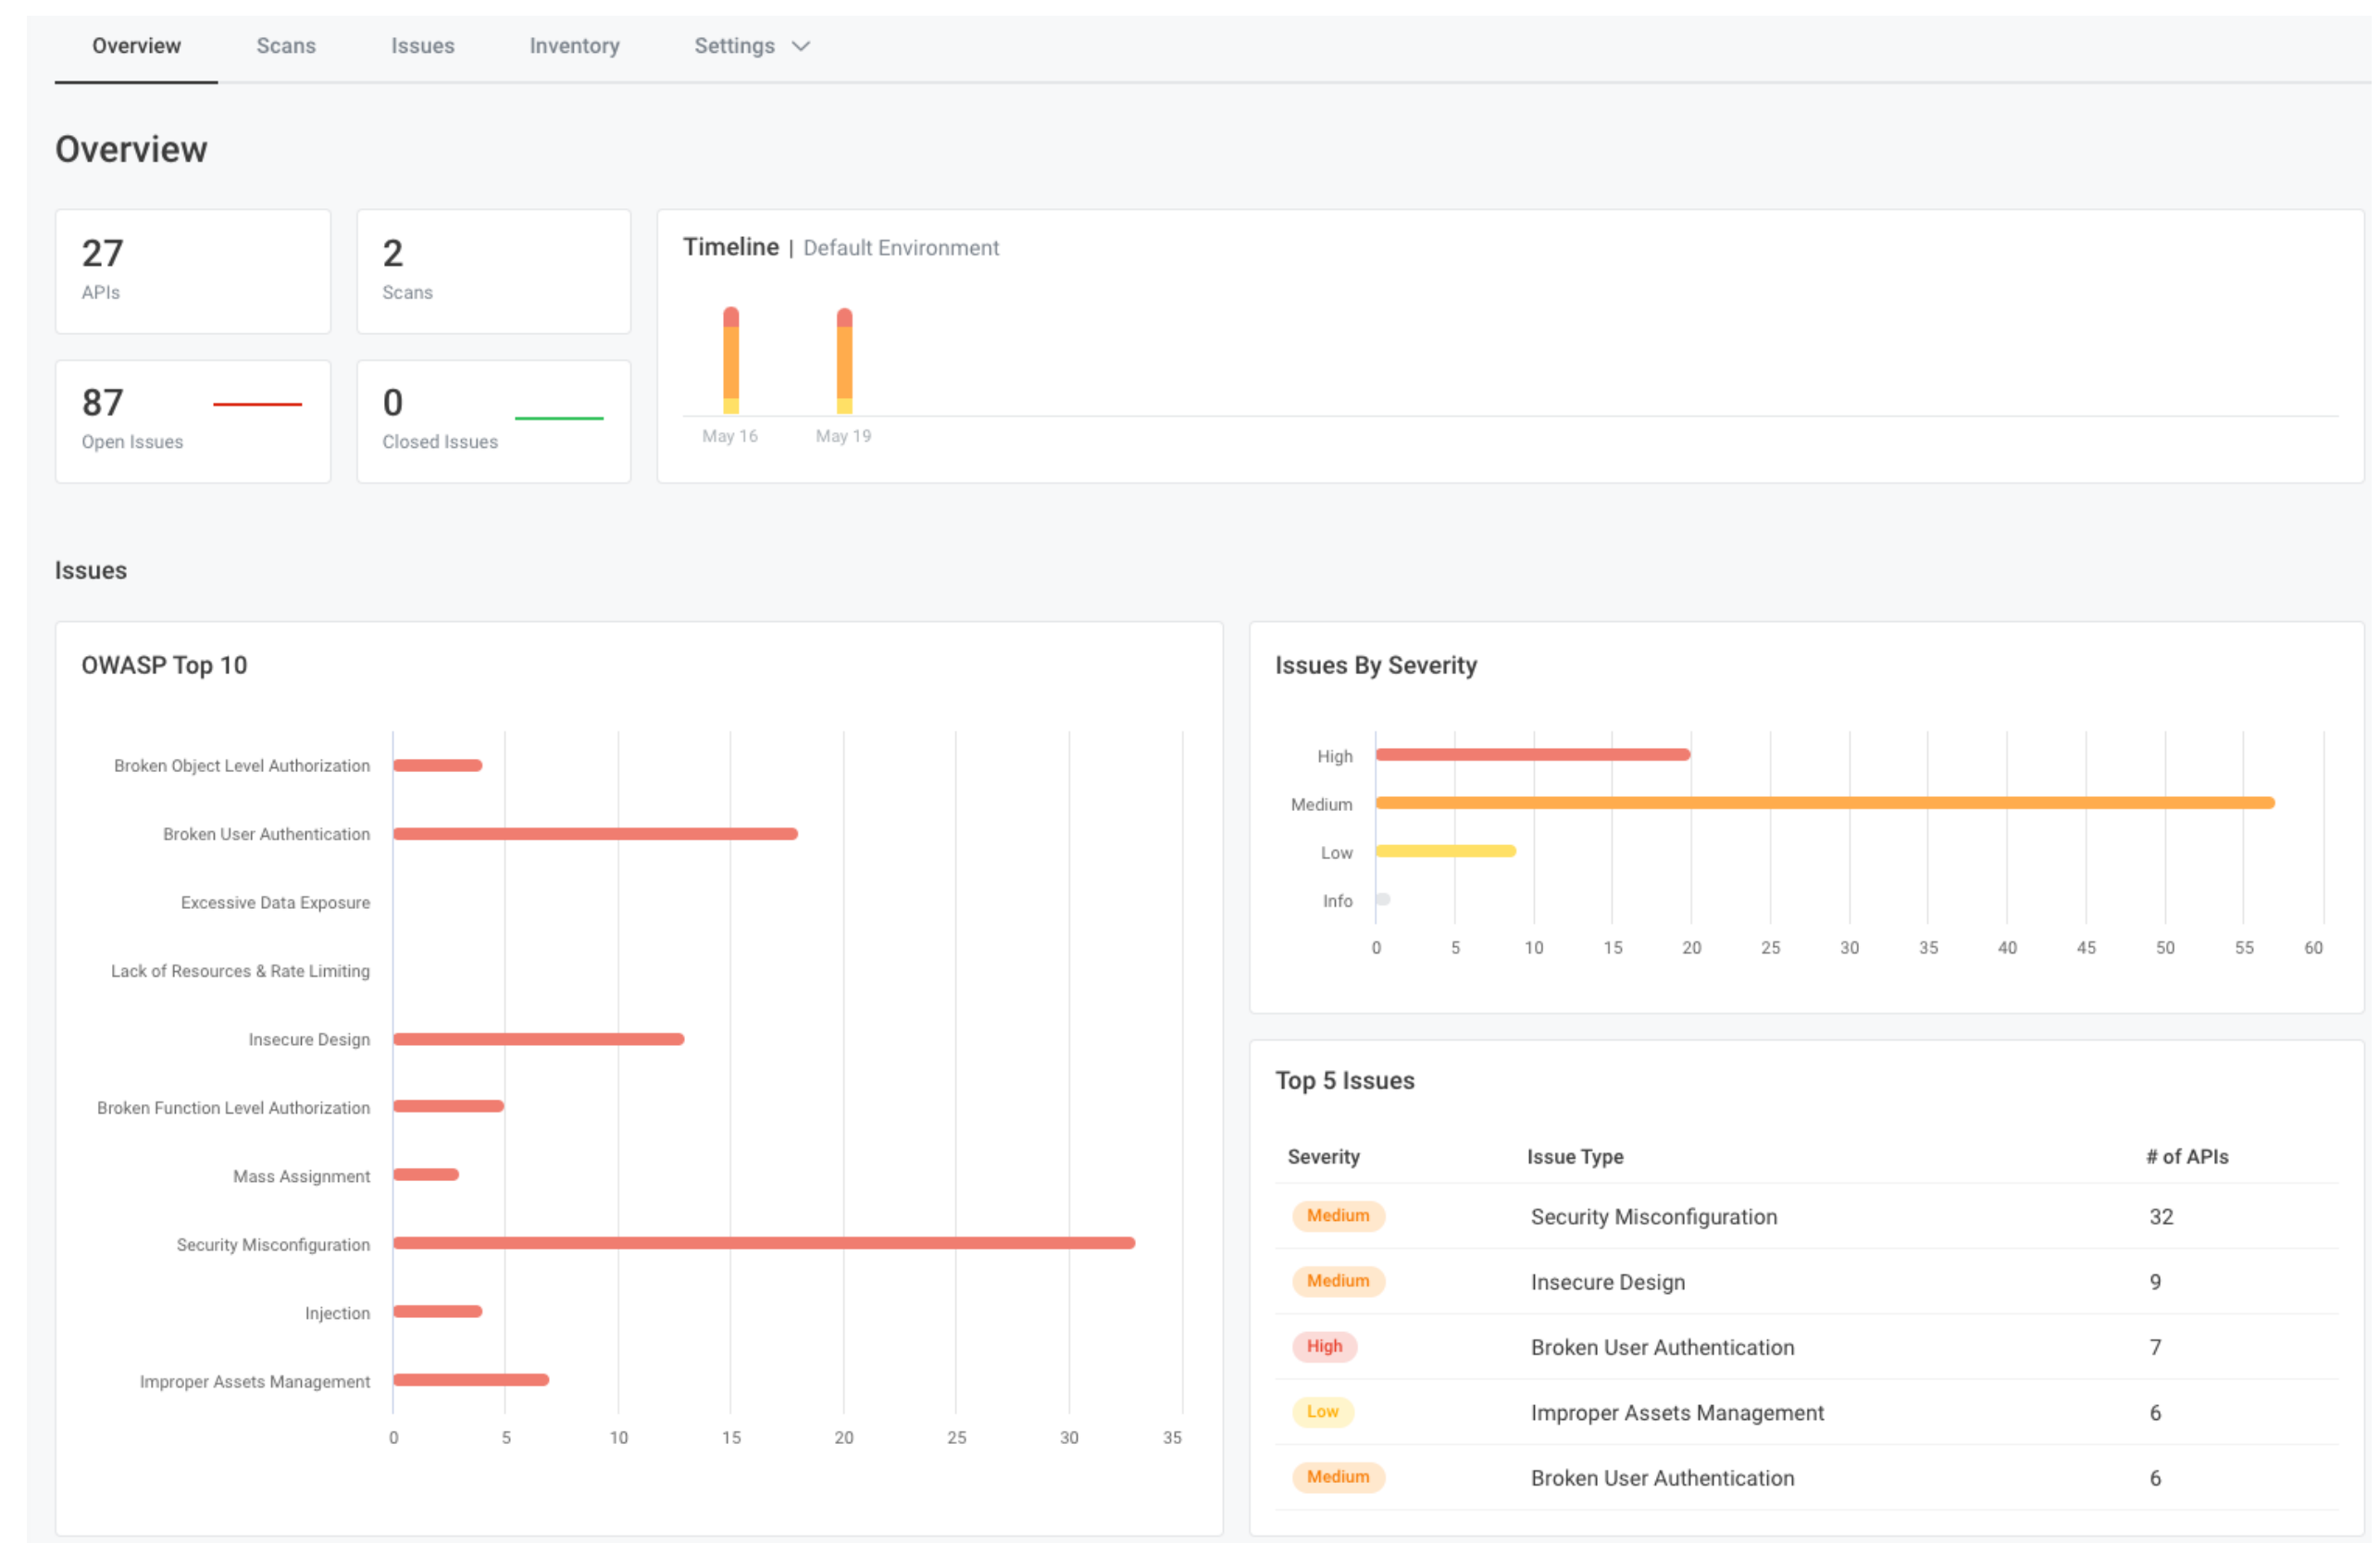 Overview Scans Issues Inventory Settings
Overview
27
APIs
2
Scans
87
Open Issues
0
Closed Issues
Timeline | Default Environment
May 16 May 19
Issues
OWASP Top 10
Broken Object Level Authorization
Broken User Authentication
Excessive Data Exposure
Lack of Resources & Rate Limiting
Insecure Design
Broken Function Level Authorization
Mass Assignment
Security Misconfiguration
Injection
Improper Assets Management
0 5 10 15 20 25 30 35
Issues By Severity
High
Medium
Low
Info
0 5 10 15 20 25 30 35 40 45 50 55 60
Top 5 Issues
Severity Issue Type # of APIs
Medium Security Misconfiguration 32
Medium Insecure Design 9
High Broken User Authentication 7
Low Improper Assets Management 6
Medium Broken User Authentication 6